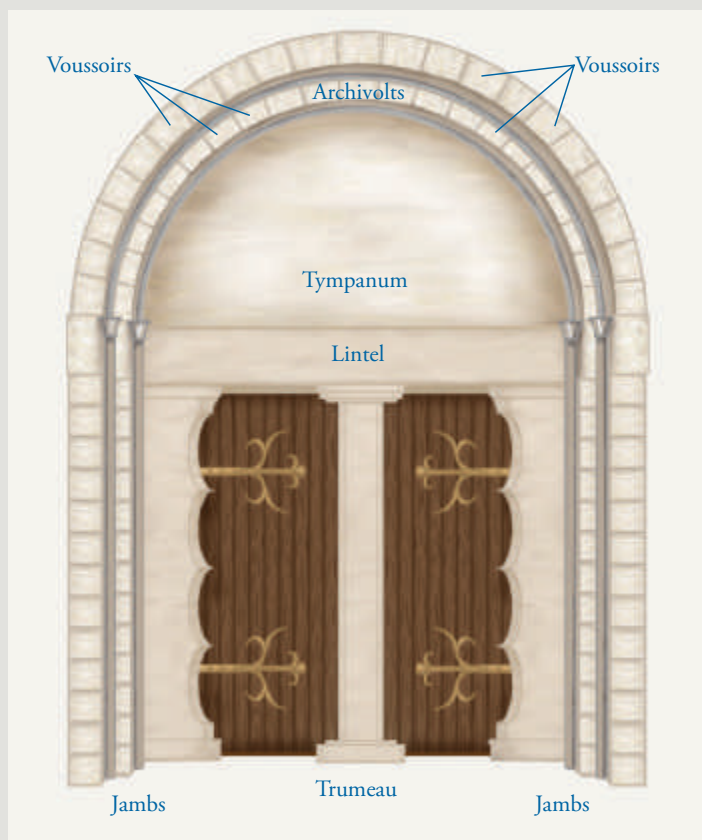 Voussoirs
Voussoirs
Archivolts
Tympanum
Lintel
Trumeau
Jambs
Jambs